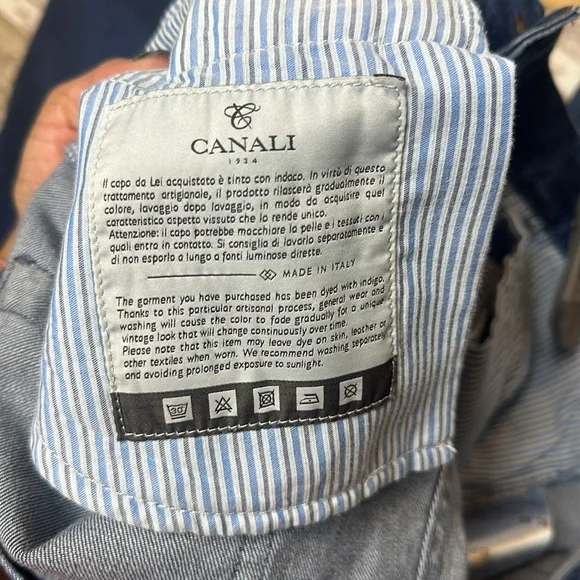 CANALI
1934
Il capo da Lei acquistato è tinto con indaco. In virtù di questo
trattamento artigianale, il prodotto rilascerà gradualmente il
colore, lavaggio dopo lavaggio, in modo da acquisire quel
caratteristico aspetto vissuto che lo rende unico.
Attenzione: il capo potrebbe macchiare la pelle e i tessuti con i
quali entra in contatto. Si consiglia di lavarlo separatamente e
di non esporlo a lungo a fonti luminose dirette.
MADE IN ITALY
The garment you have purchased has been dyed with indigo.
Thanks to this particular artisanal process, general wear and
washing will cause the color to fade gradually for a unique
vintage look that will change continuously over time.
Please note that this item may leave dye on skin, leather or
other textiles when worn. We recommend washing separately
and avoiding prolonged exposure to sunlight.
30